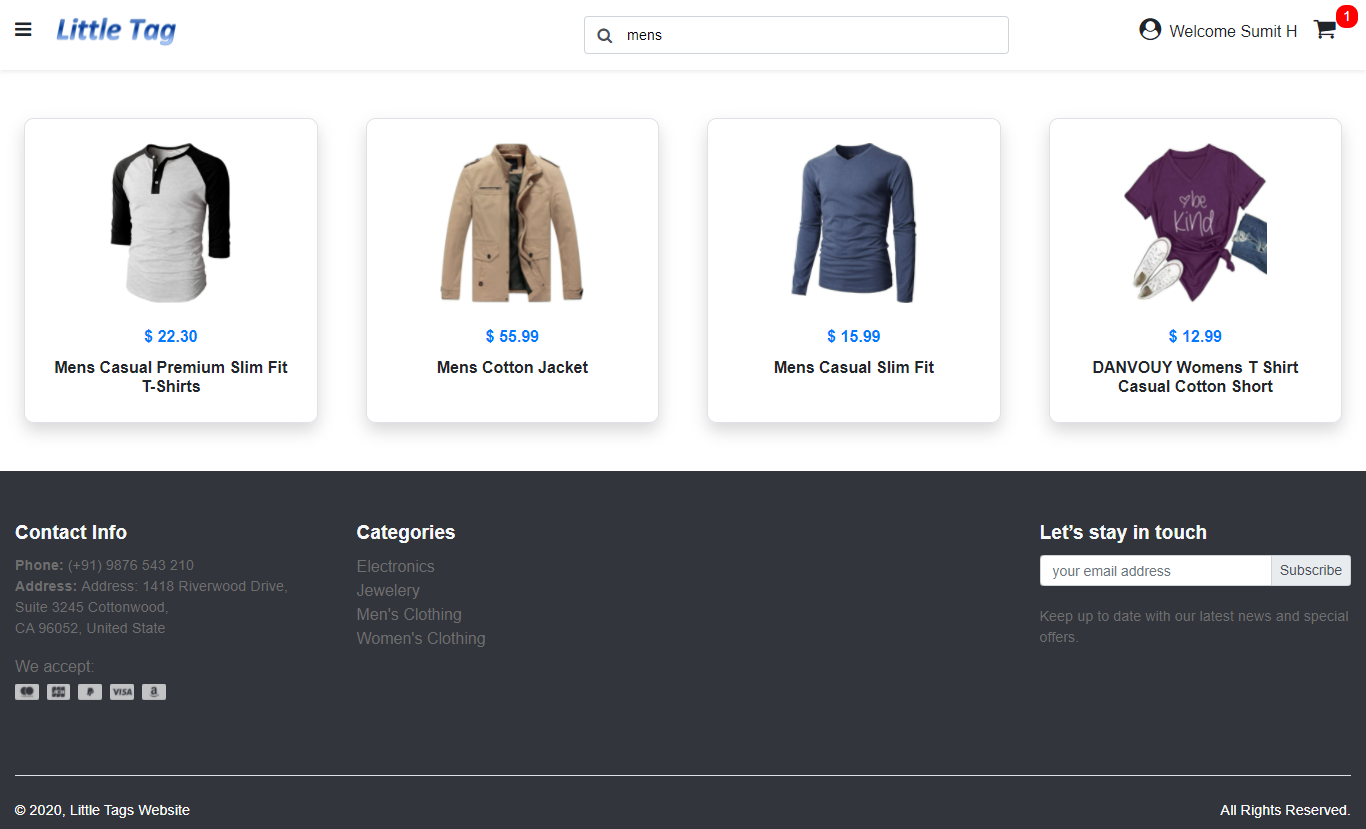 Little Tag
mens
Welcome Sumit H
1
be
kind
$ 22.30
Mens Casual Premium Slim Fit
T-Shirts
$ 55.99
Mens Cotton Jacket
$ 15.99
Mens Casual Slim Fit
$ 12.99
DANVOUY Womens T Shirt
Casual Cotton Short
Contact Info
Phone: (+91) 9876 543 210
Address: Address: 1418 Riverwood Drive,
Suite 3245 Cottonwood,
CA 96052, United State
We accept:
VISA
Categories
Electronics
Jewelery
Men's Clothing
Women's Clothing
Let’s stay in touch
your email address
Subscribe
Keep up to date with our latest news and special
offers.
© 2020, Little Tags Website
All Rights Reserved.